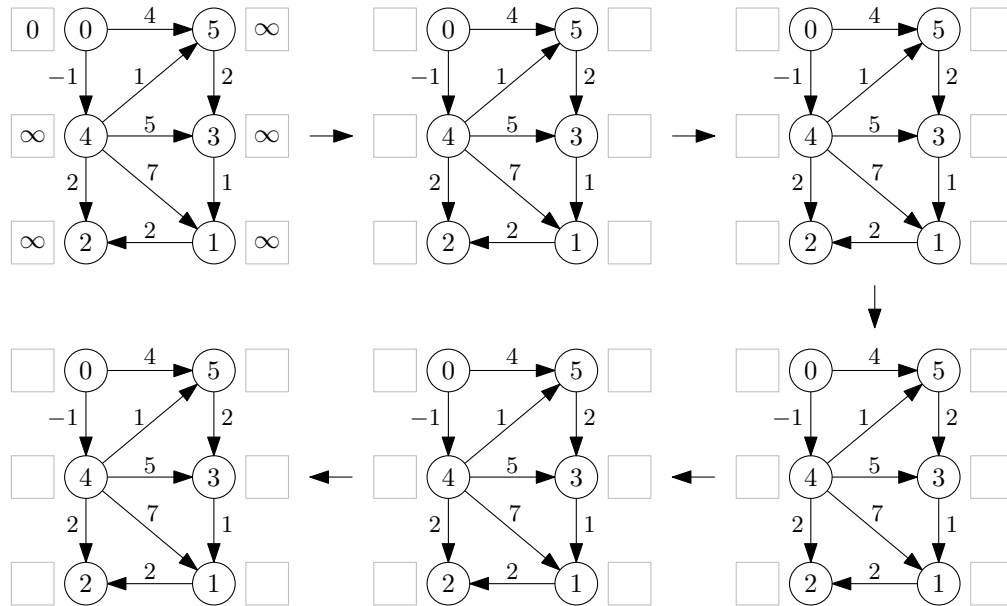 4 4 4
0 0 5 ∞ 0 5 0 5
−1 1 2 −1 1 2 −1 1 2
∞ 4 5 3 ∞ 4 5 3 4 5 3
2 7 1 2 7 1 2 7 1
∞ 2 2 1 ∞ 2 2 1 2 2 1
4 4 4
0 5 0 5 0 5
−1 1 2 −1 1 2 −1 1 2
4 5 3 4 5 3 4 5 3
2 7 1 2 7 1 2 7 1
2 2 1 2 2 1 2 2 1